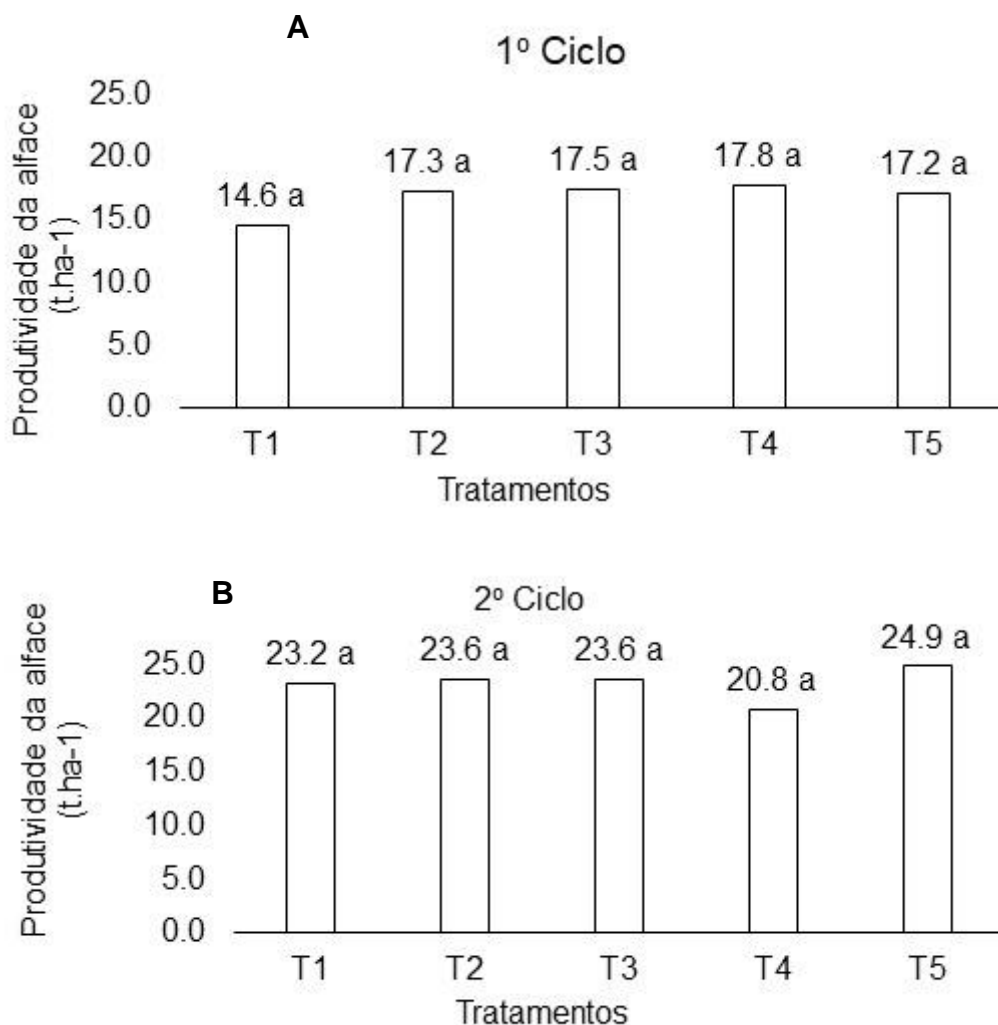 A
1º Ciclo
Produtividade da alface
(t.ha-1)
25.0
20.0
15.0
10.0
5.0
0.0
14.6 a
17.3 a
17.5 a
17.8 a
17.2 a
T1 T2 T3 T4 T5
Tratamentos
B
2º Ciclo
Produtividade da alface
(t.ha-1)
25.0
20.0
15.0
10.0
5.0
0.0
23.2 a
23.6 a
23.6 a
20.8 a
24.9 a
T1 T2 T3 T4 T5
Tratamentos